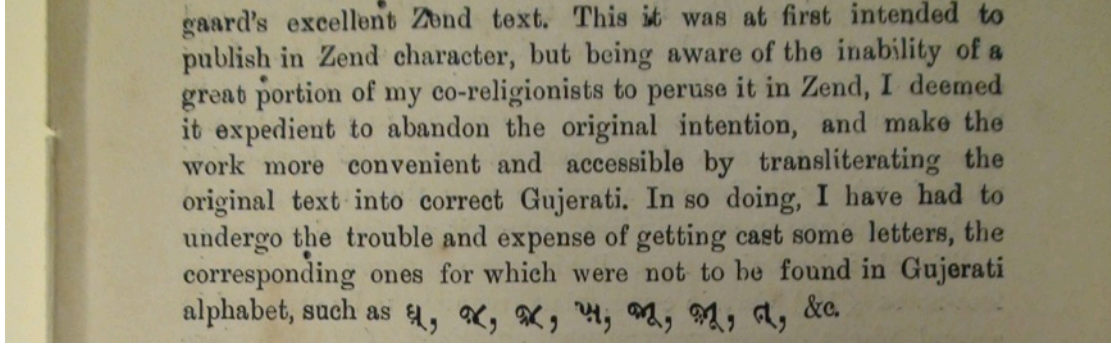 gaard's excellent Zend text. This it was at first intended to
publish in Zend character, but being aware of the inability of a
great portion of my co-religionists to peruse it in Zend, I deemed
it expedient to abandon the original intention, and make the
work more convenient and accessible by transliterating the
original text into correct Gujerati. In so doing, I have had to
undergo the trouble and expense of getting cast some letters, the
corresponding ones for which were not to be found in Gujerati
alphabet, such as &c.